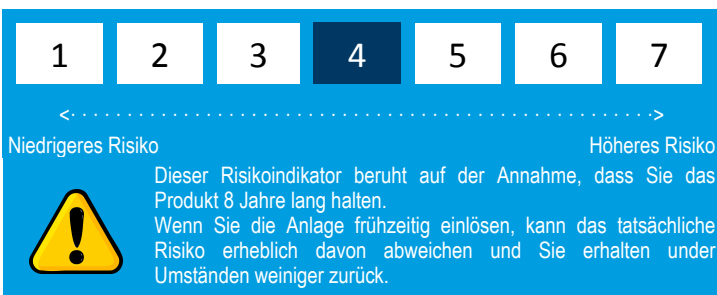 1 2 3 4 5 6 7
<· · · · · · · · · · · · · · · · · · · · · · · · · · · · · · · · · · · · · · · · · · · · · · · · · · · ·>
Niedrigeres Risiko Höheres Risiko
Dieser Risikoindikator beruht auf der Annahme, dass Sie das
Produkt 8 Jahre lang halten.
Wenn Sie die Anlage frühzeitig einlösen, kann das tatsächliche
Risiko erheblich davon abweichen und Sie erhalten under
Umständen weiniger zurück.
!